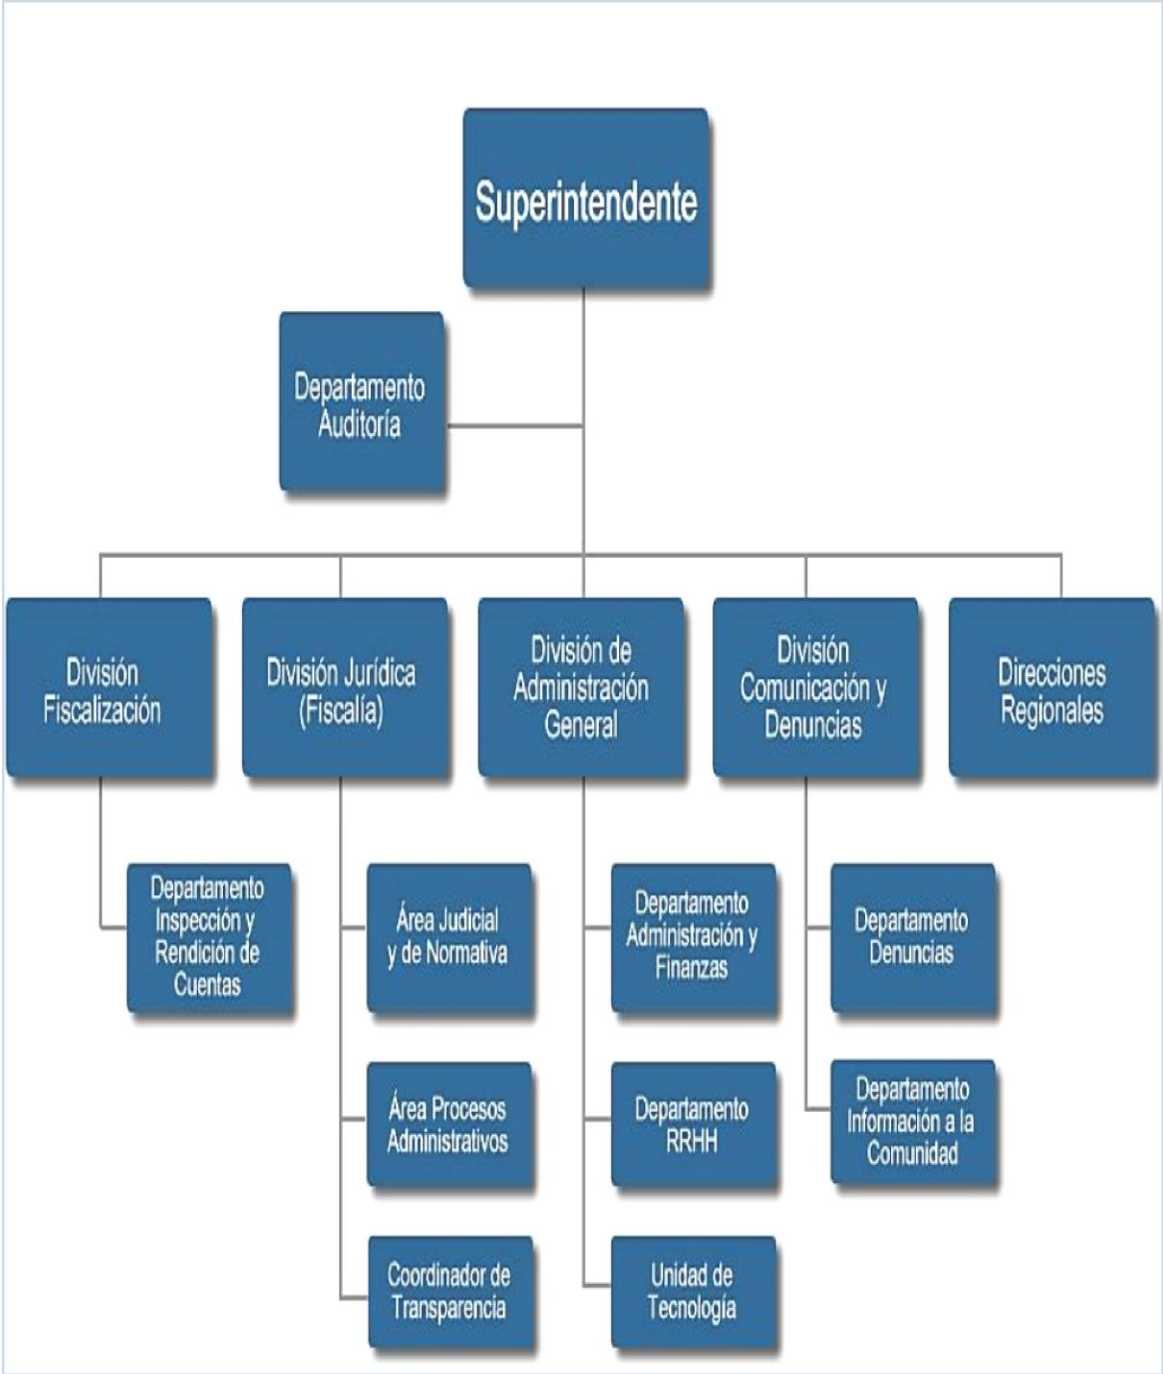 Superintendente
Departamento
Auditoría
División
Fiscalización
División Jurídica
(Fiscalía)
División de
Administración
General
División
Comunicación y
Denuncias
Direcciones
Regionales
Departamento
Inspección y
Rendición de
Cuentas
Área Judicial
y de Normativa
Departamento
Administración y
Finanzas
Departamento
Denuncias
Área Procesos
Administrativos
Departamento
RRHH
Departamento
Información a la
Comunidad
Coordinador de
Transparencia
Unidad de
Tecnología